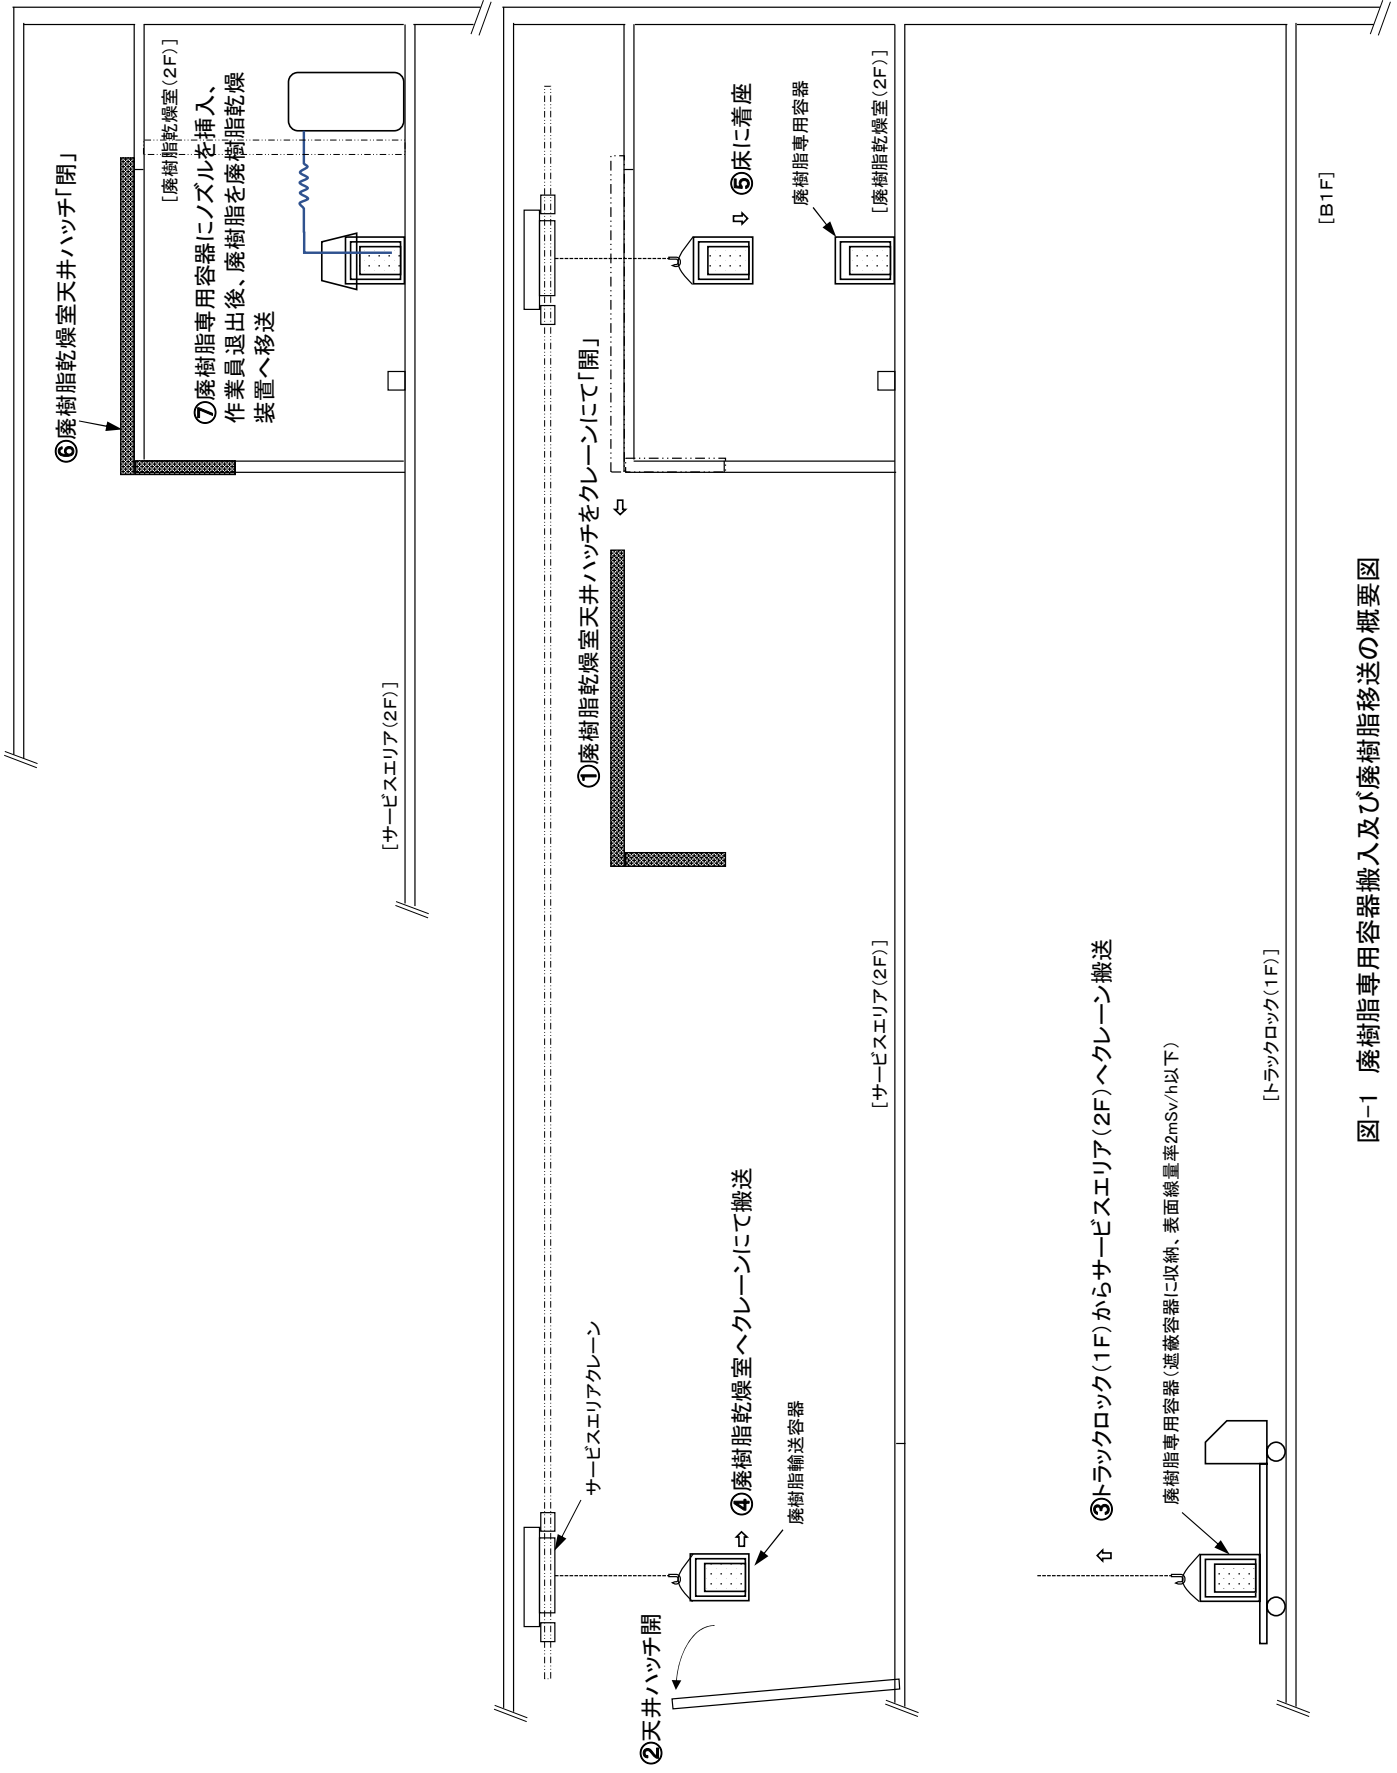 ⑥廃樹脂乾燥室天井ハッチ「閉」
[廃樹脂乾燥室(2F)]
⑦廃樹脂専用容器にノズルを挿入、
作業員退出後、廃樹脂を廃樹脂乾燥
装置へ移送
[サービスエリア(2F)]
①廃樹脂乾燥室天井ハッチをクレーンにて「開」
⑤床に着座
廃樹脂専用容器
[廃樹脂乾燥室(2F)]
サービスエリアクレーン
②天井ハッチ開
④廃樹脂乾燥室へクレーンにて搬送
廃樹脂輸送容器
[サービスエリア(2F)]
③トラックロック(1F)からサービスエリア(2F)へクレーン搬送
廃樹脂専用容器(遮蔽容器に収納、表面線量率2mSv/h以下)
[トラックロック(1F)]
[B1F]
図-1 廃樹脂専用容器搬入及び廃樹脂移送の概要図